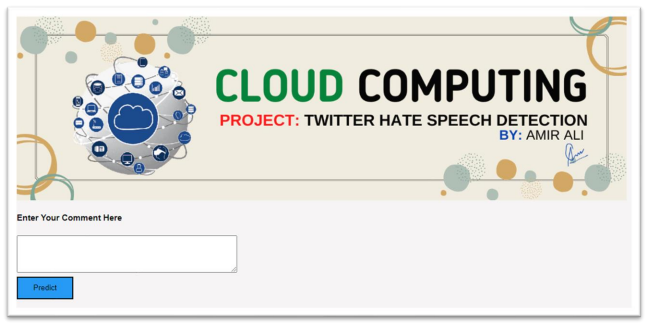 CLOUD COMPUTING
PROJECT: TWITTER HATE SPEECH DETECTION
BY: AMIR ALI
Enter Your Comment Here
Predict